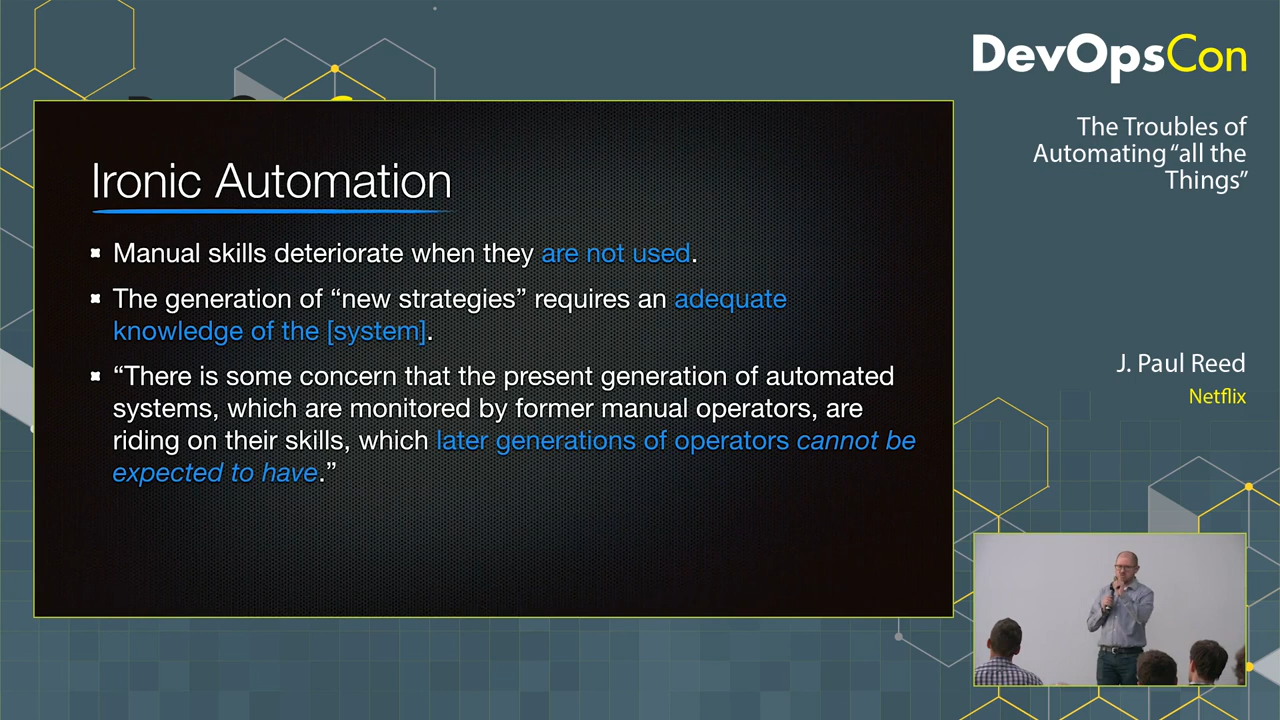 DevOpsCon
The Troubles of
Automating “all the
Things”
Ironic Automation
Manual skills deteriorate when they are not used.
The generation of “new strategies” requires an adequate
knowledge of the [system].
“There is some concern that the present generation of automated
systems, which are monitored by former manual operators, are
riding on their skills, which later generations of operators cannot be
expected to have.”
J. Paul Reed
Netflix